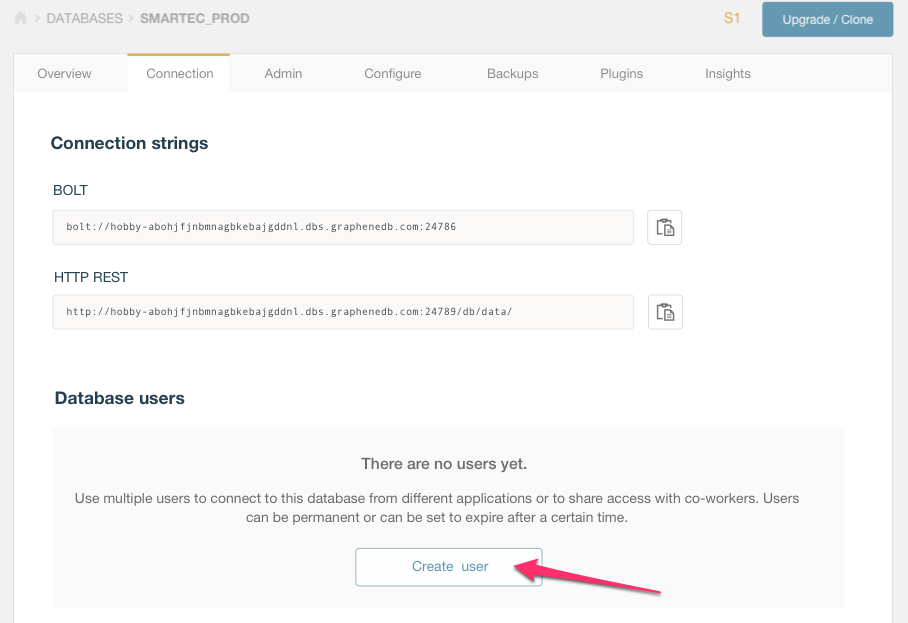 DATABASES > SMARTEC_PROD
S1
Upgrade / Clone
Overview
Connection
Admin
Configure
Backups
Plugins
Insights
Connection strings
BOLT
bolt://hobby-abohjfjnbmnagbkebajgddnl.dbs.graphenedb.com:24786
HTTP REST
http://hobby-abohjfjnbmnagbkebajgddnl.dbs.graphenedb.com:24789/db/data/
Database users
There are no users yet.
Use multiple users to connect to this database from different applications or to share access with co-workers. Users
can be permanent or can be set to expire after a certain time.
Create user